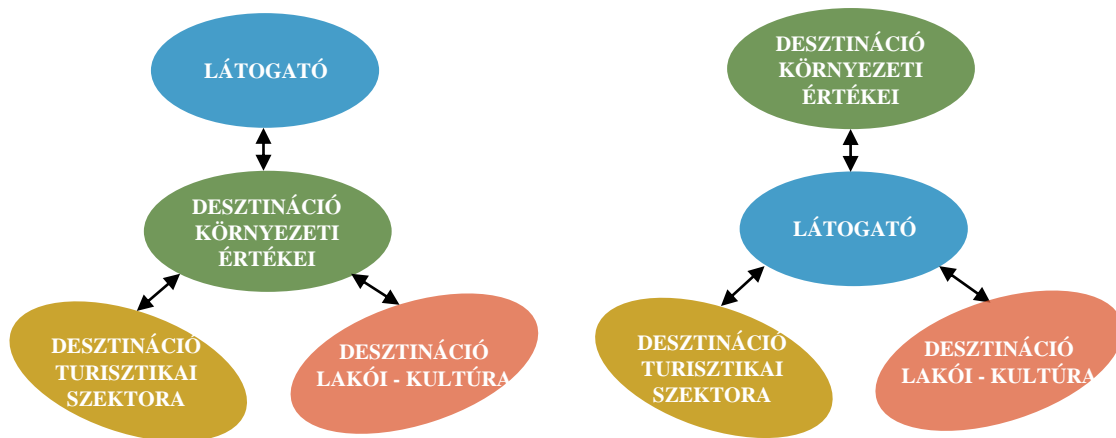 LÁTOGATÓ
DESZTINÁCIÓ
KÖRNYEZETI
ÉRTÉKEI
DESZTINÁCIÓ
TURISZTIKAI
SZEKTORA
DESZTINÁCIÓ
LAKÓI - KULTÚRA
DESZTINÁCIÓ
KÖRNYEZETI
ÉRTÉKEI
LÁTOGATÓ
DESZTINÁCIÓ
TURISZTIKAI
SZEKTORA
DESZTINÁCIÓ
LAKÓI - KULTÚRA